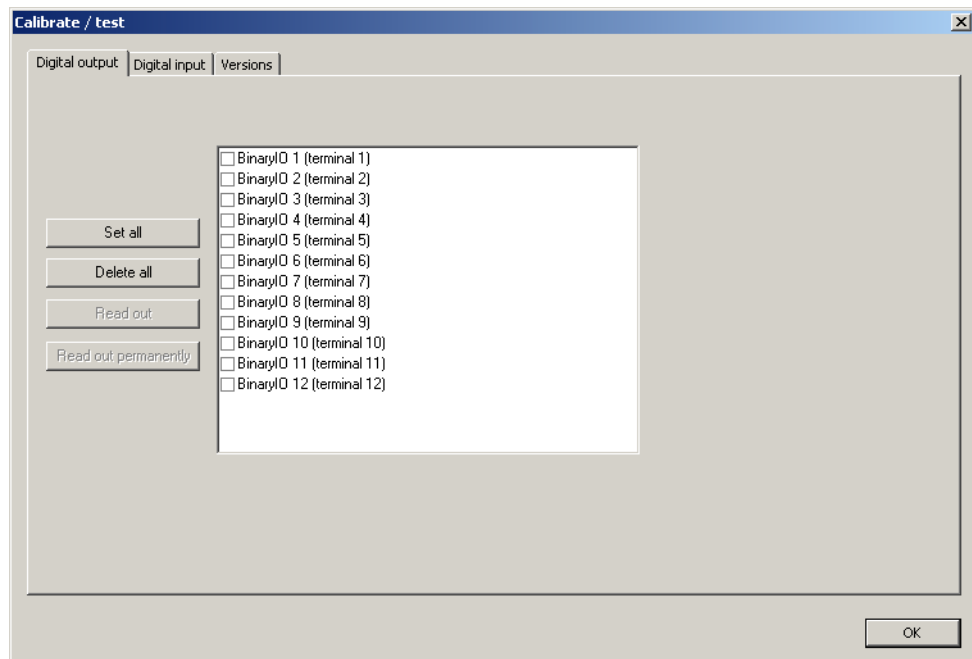 Calibrate / test
Digital output Digital input Versions
BinaryIO 1 (terminal 1)
BinaryIO 2 (terminal 2)
BinaryIO 3 (terminal 3)
BinaryIO 4 (terminal 4)
BinaryIO 5 (terminal 5)
BinaryIO 6 (terminal 6)
BinaryIO 7 (terminal 7)
BinaryIO 8 (terminal 8)
BinaryIO 9 (terminal 9)
BinaryIO 10 (terminal 10)
BinaryIO 11 (terminal 11)
BinaryIO 12 (terminal 12)
Set all
Delete all
Read out
Read out permanently
OK